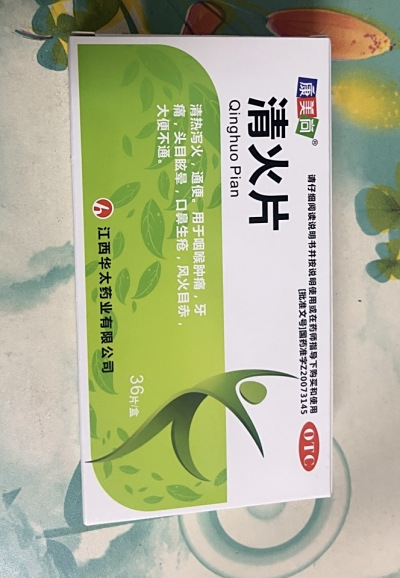 康美尚®
清火片
Qinghuo Pian
请仔细阅读说明书并按说明使用或在药师指导下购买和使用
[批准文号]国药准字Z20073145
OTC
清热泻火,通便。用于咽喉肿痛,牙
痛,头目眩晕,口鼻生疮,风火目赤,
大便不通。
36片/盒
江西华太药业有限公司